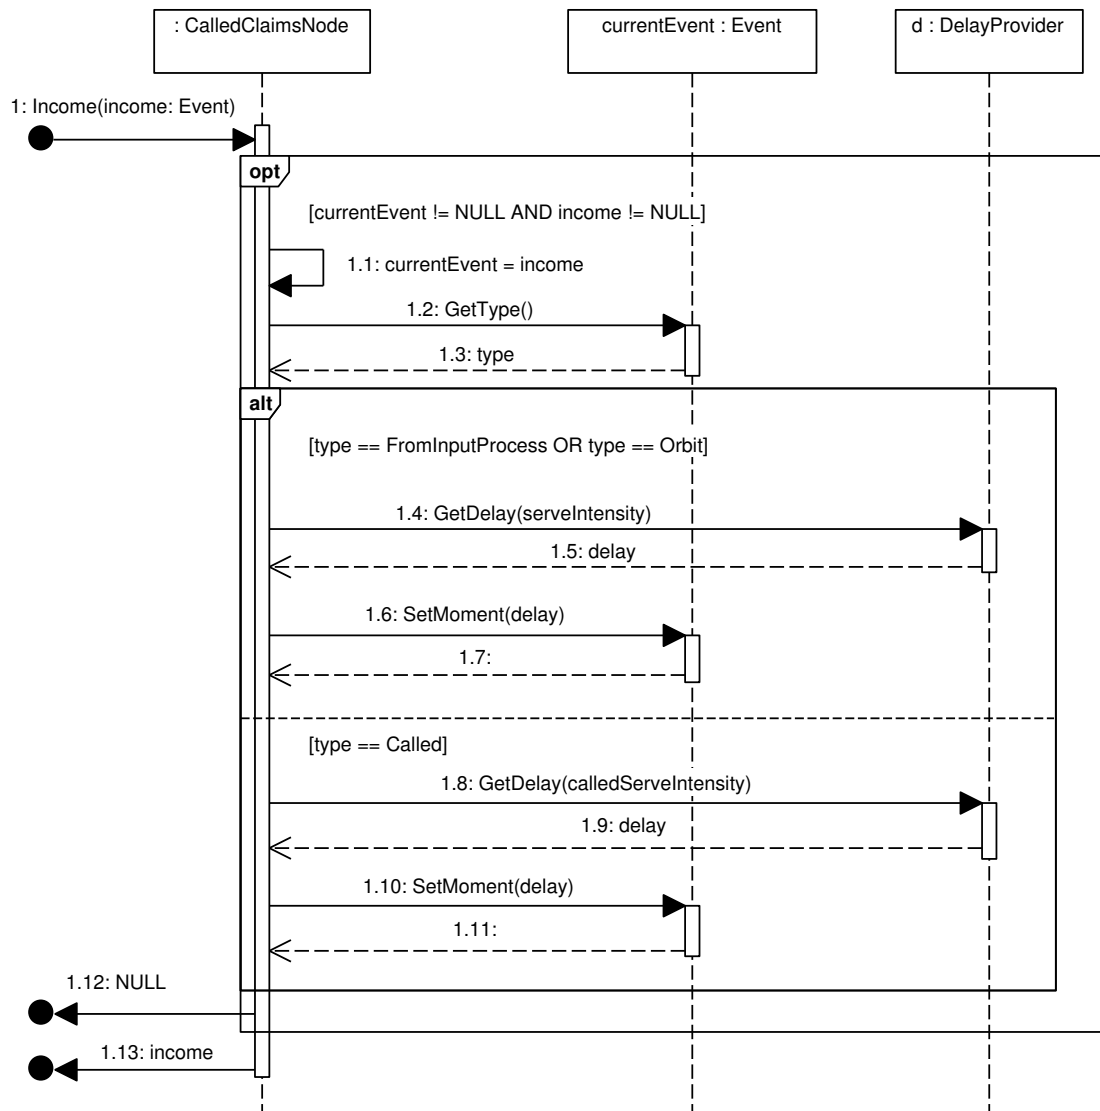 : CalledClaimsNode
currentEvent : Event
d : DelayProvider
1: Income(income: Event)
opt
[currentEvent != NULL AND income != NULL]
1.1: currentEvent = income
1.2: GetType()
1.3: type
alt
[type == FromInputProcess OR type == Orbit]
1.4: GetDelay(serveIntensity)
1.5: delay
1.6: SetMoment(delay)
1.7:
[type == Called]
1.8: GetDelay(calledServeIntensity)
1.9: delay
1.10: SetMoment(delay)
1.11:
1.12: NULL
1.13: income